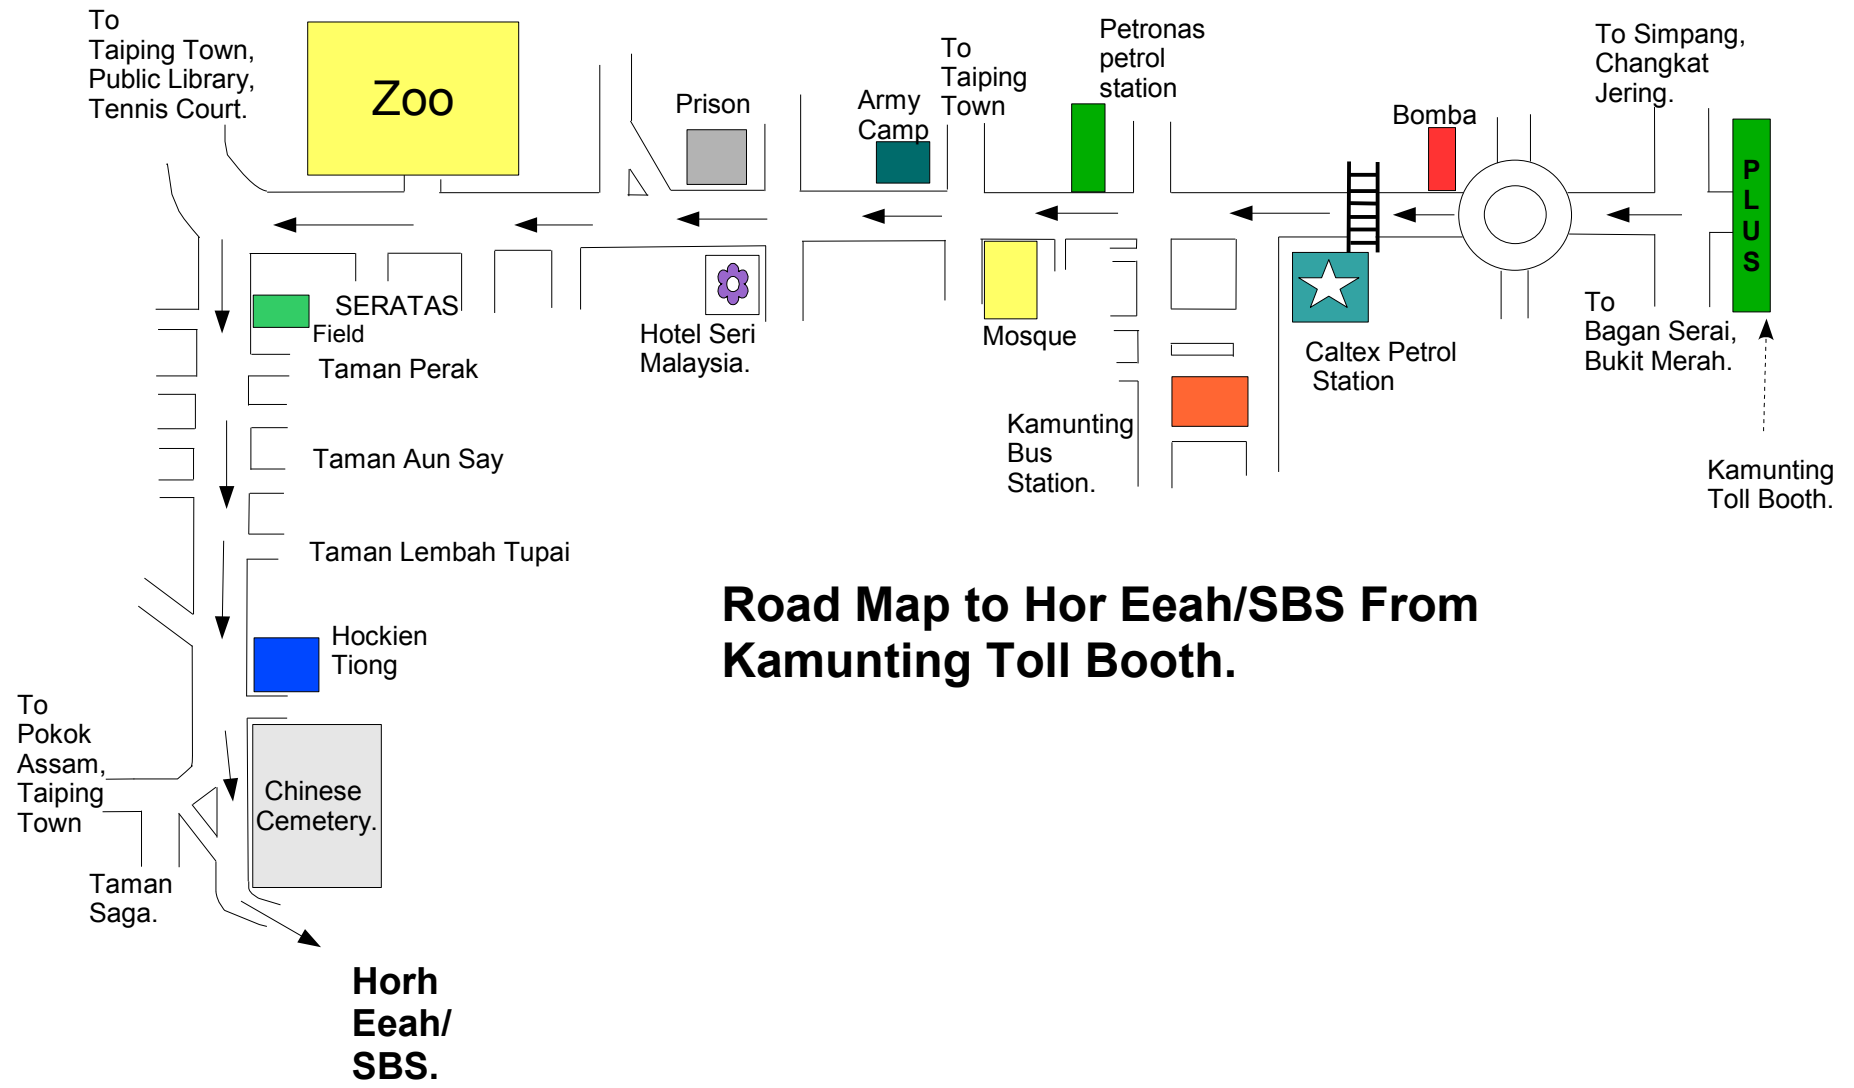 To
Taiping Town,
Public Library,
Tennis Court.
Zoo
Prison
Army
Camp
To
Taiping
Town
Petronas
petrol
station
Bomba
To Simpang,
Changkat
Jering.
P
L
U
S
SERATAS
Field
Hotel Seri
Malaysia.
Mosque
Caltex Petrol
Station
To
Bagan Serai,
Bukit Merah.
Taman Perak
Kamunting
Bus
Station.
Kamunting
Toll Booth.
Taman Aun Say
Taman Lembah Tupai
Road Map to Hor Eeah/SBS From
Kamunting Toll Booth.
Hockien
Tiong
To
Pokok
Assam,
Taiping
Town
Chinese
Cemetery.
Taman
Saga.
Horh
Eeah/
SBS.